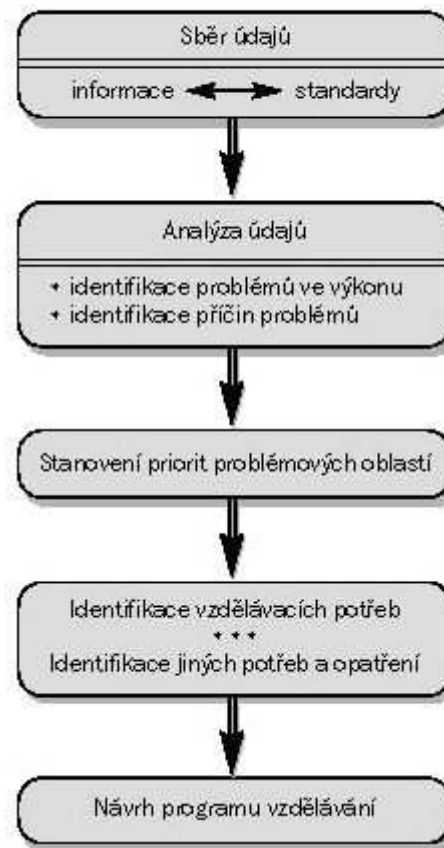 Sběr údajů
informace standardy
Analýza údajů
identifikace problémů ve výkonu
identifikace příčin problémů
Stanovení priorit problémových oblastí
Identifikace vzdělávacích potřeb
Identifikace jiných potřeb a opatření
Návrh programu vzdělávání